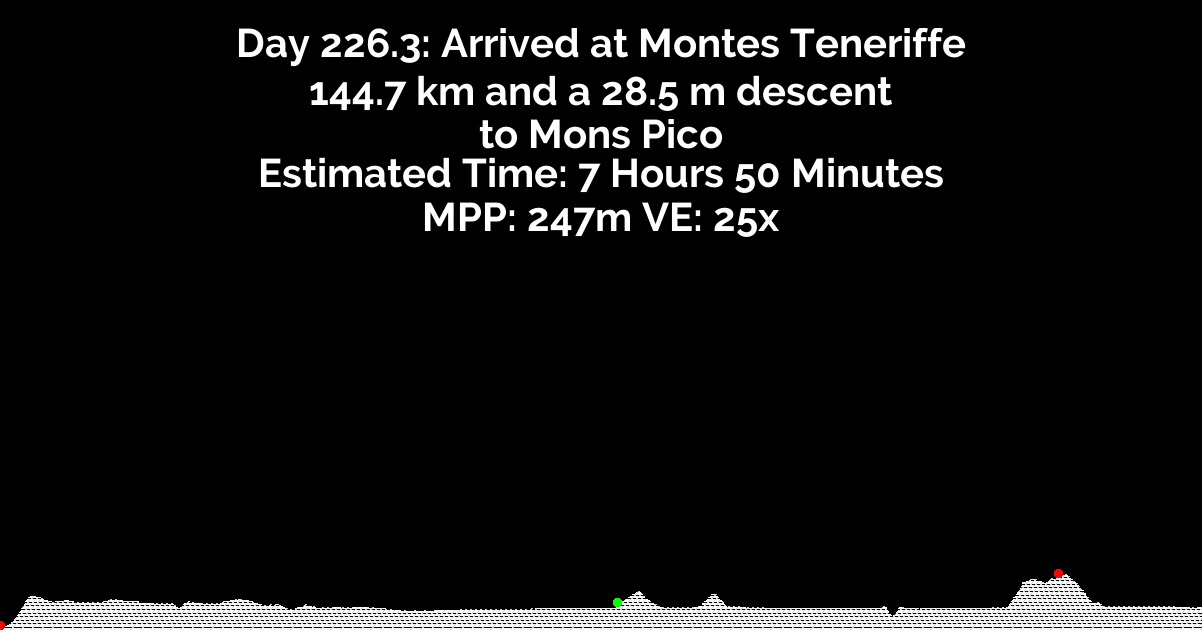 Day 226.3: Arrived at Montes Teneriffe
144.7 km and a 28.5 m descent
to Mons Pico
Estimated Time: 7 Hours 50 Minutes
MPP: 247m VE: 25x